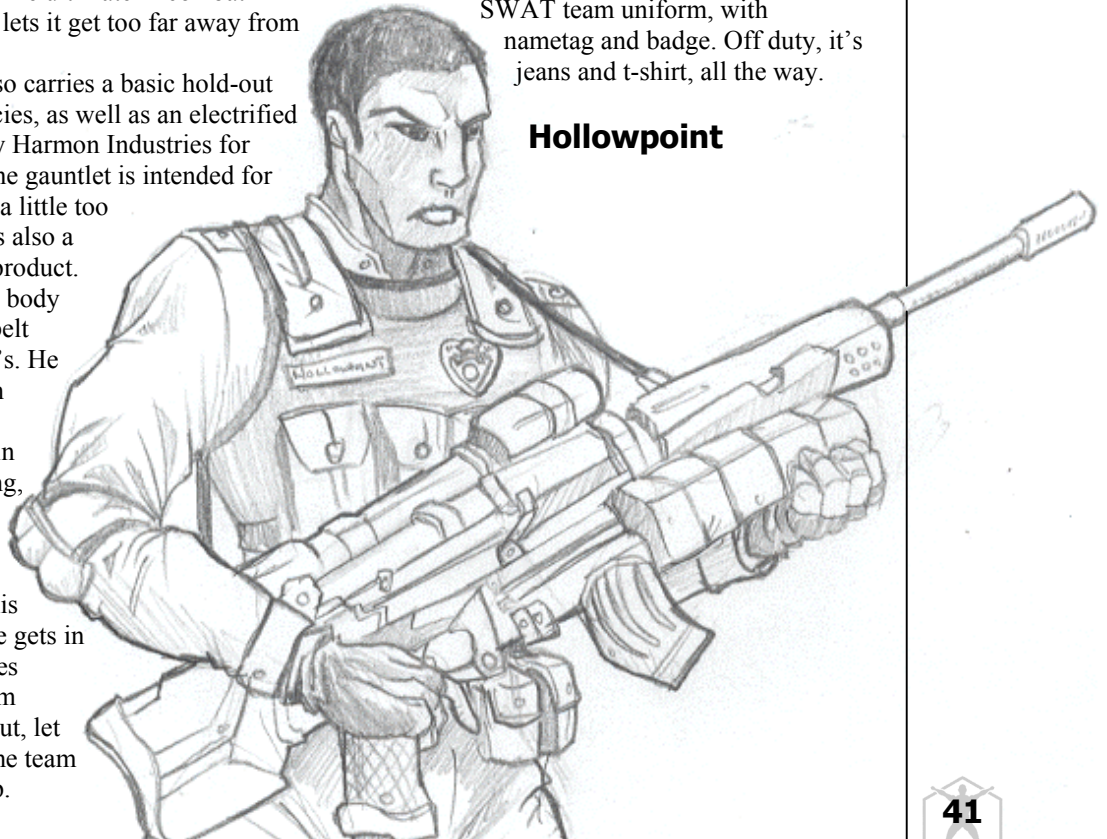 lets it get too far away from
so carries a basic hold-out
cies, as well as an electrified
y Harmon Industries for
he gauntlet is intended for
a little too
s also a
product.
body
belt
's. He
n
in
ng,
is
e gets in
es
m
out, let
he team
p.
SWAT team uniform, with
nametag and badge. Off duty, it's
jeans and t-shirt, all the way.
Hollowpoint
HOLLOWPOINT
41